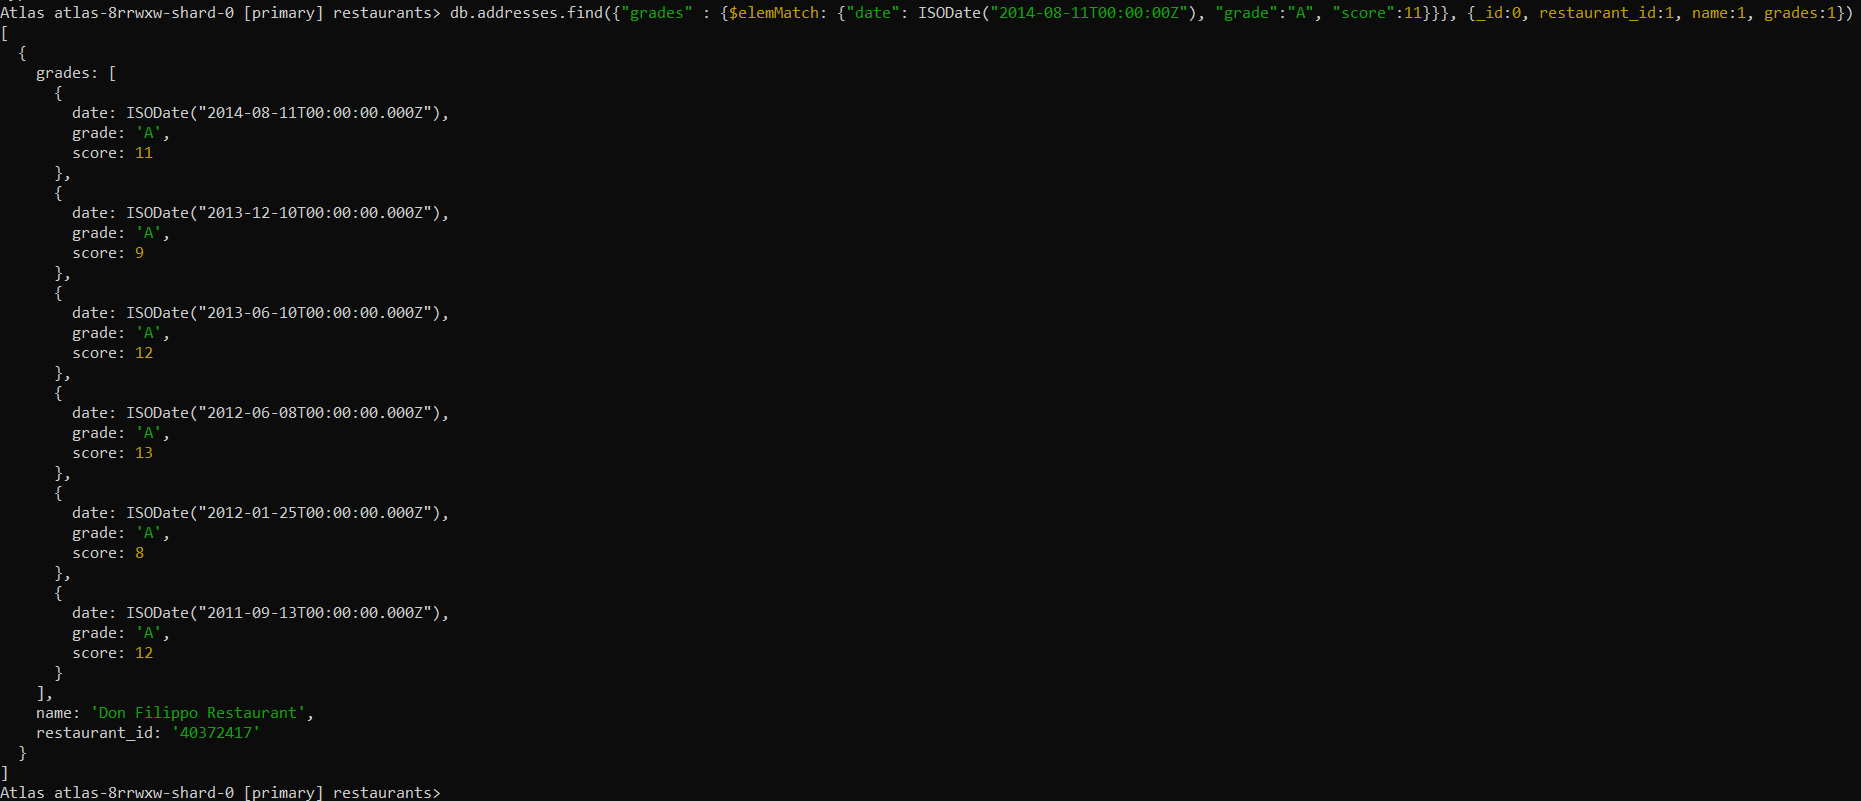 Atlas atlas-8rrwxw-shard-0 [primary] restaurants> db.addresses.find({"grades" : {$elemMatch: {"date": ISODate("2014-08-11T00:00:00Z"), "grade":"A", "score":11}}}, {_id:0, restaurant_id:1, name:1, grades:1})
[
  {
    grades: [
      {
        date: ISODate("2014-08-11T00:00:00.000Z"),
        grade: 'A',
        score: 11
      },
      {
        date: ISODate("2013-12-10T00:00:00.000Z"),
        grade: 'A',
        score: 9
      },
      {
        date: ISODate("2013-06-10T00:00:00.000Z"),
        grade: 'A',
        score: 12
      },
      {
        date: ISODate("2012-06-08T00:00:00.000Z"),
        grade: 'A',
        score: 13
      },
      {
        date: ISODate("2012-01-25T00:00:00.000Z"),
        grade: 'A',
        score: 8
      },
      {
        date: ISODate("2011-09-13T00:00:00.000Z"),
        grade: 'A',
        score: 12
      }
    ],
    name: 'Don Filippo Restaurant',
    restaurant_id: '40372417'
  }
]
Atlas atlas-8rrwxw-shard-0 [primary] restaurants>